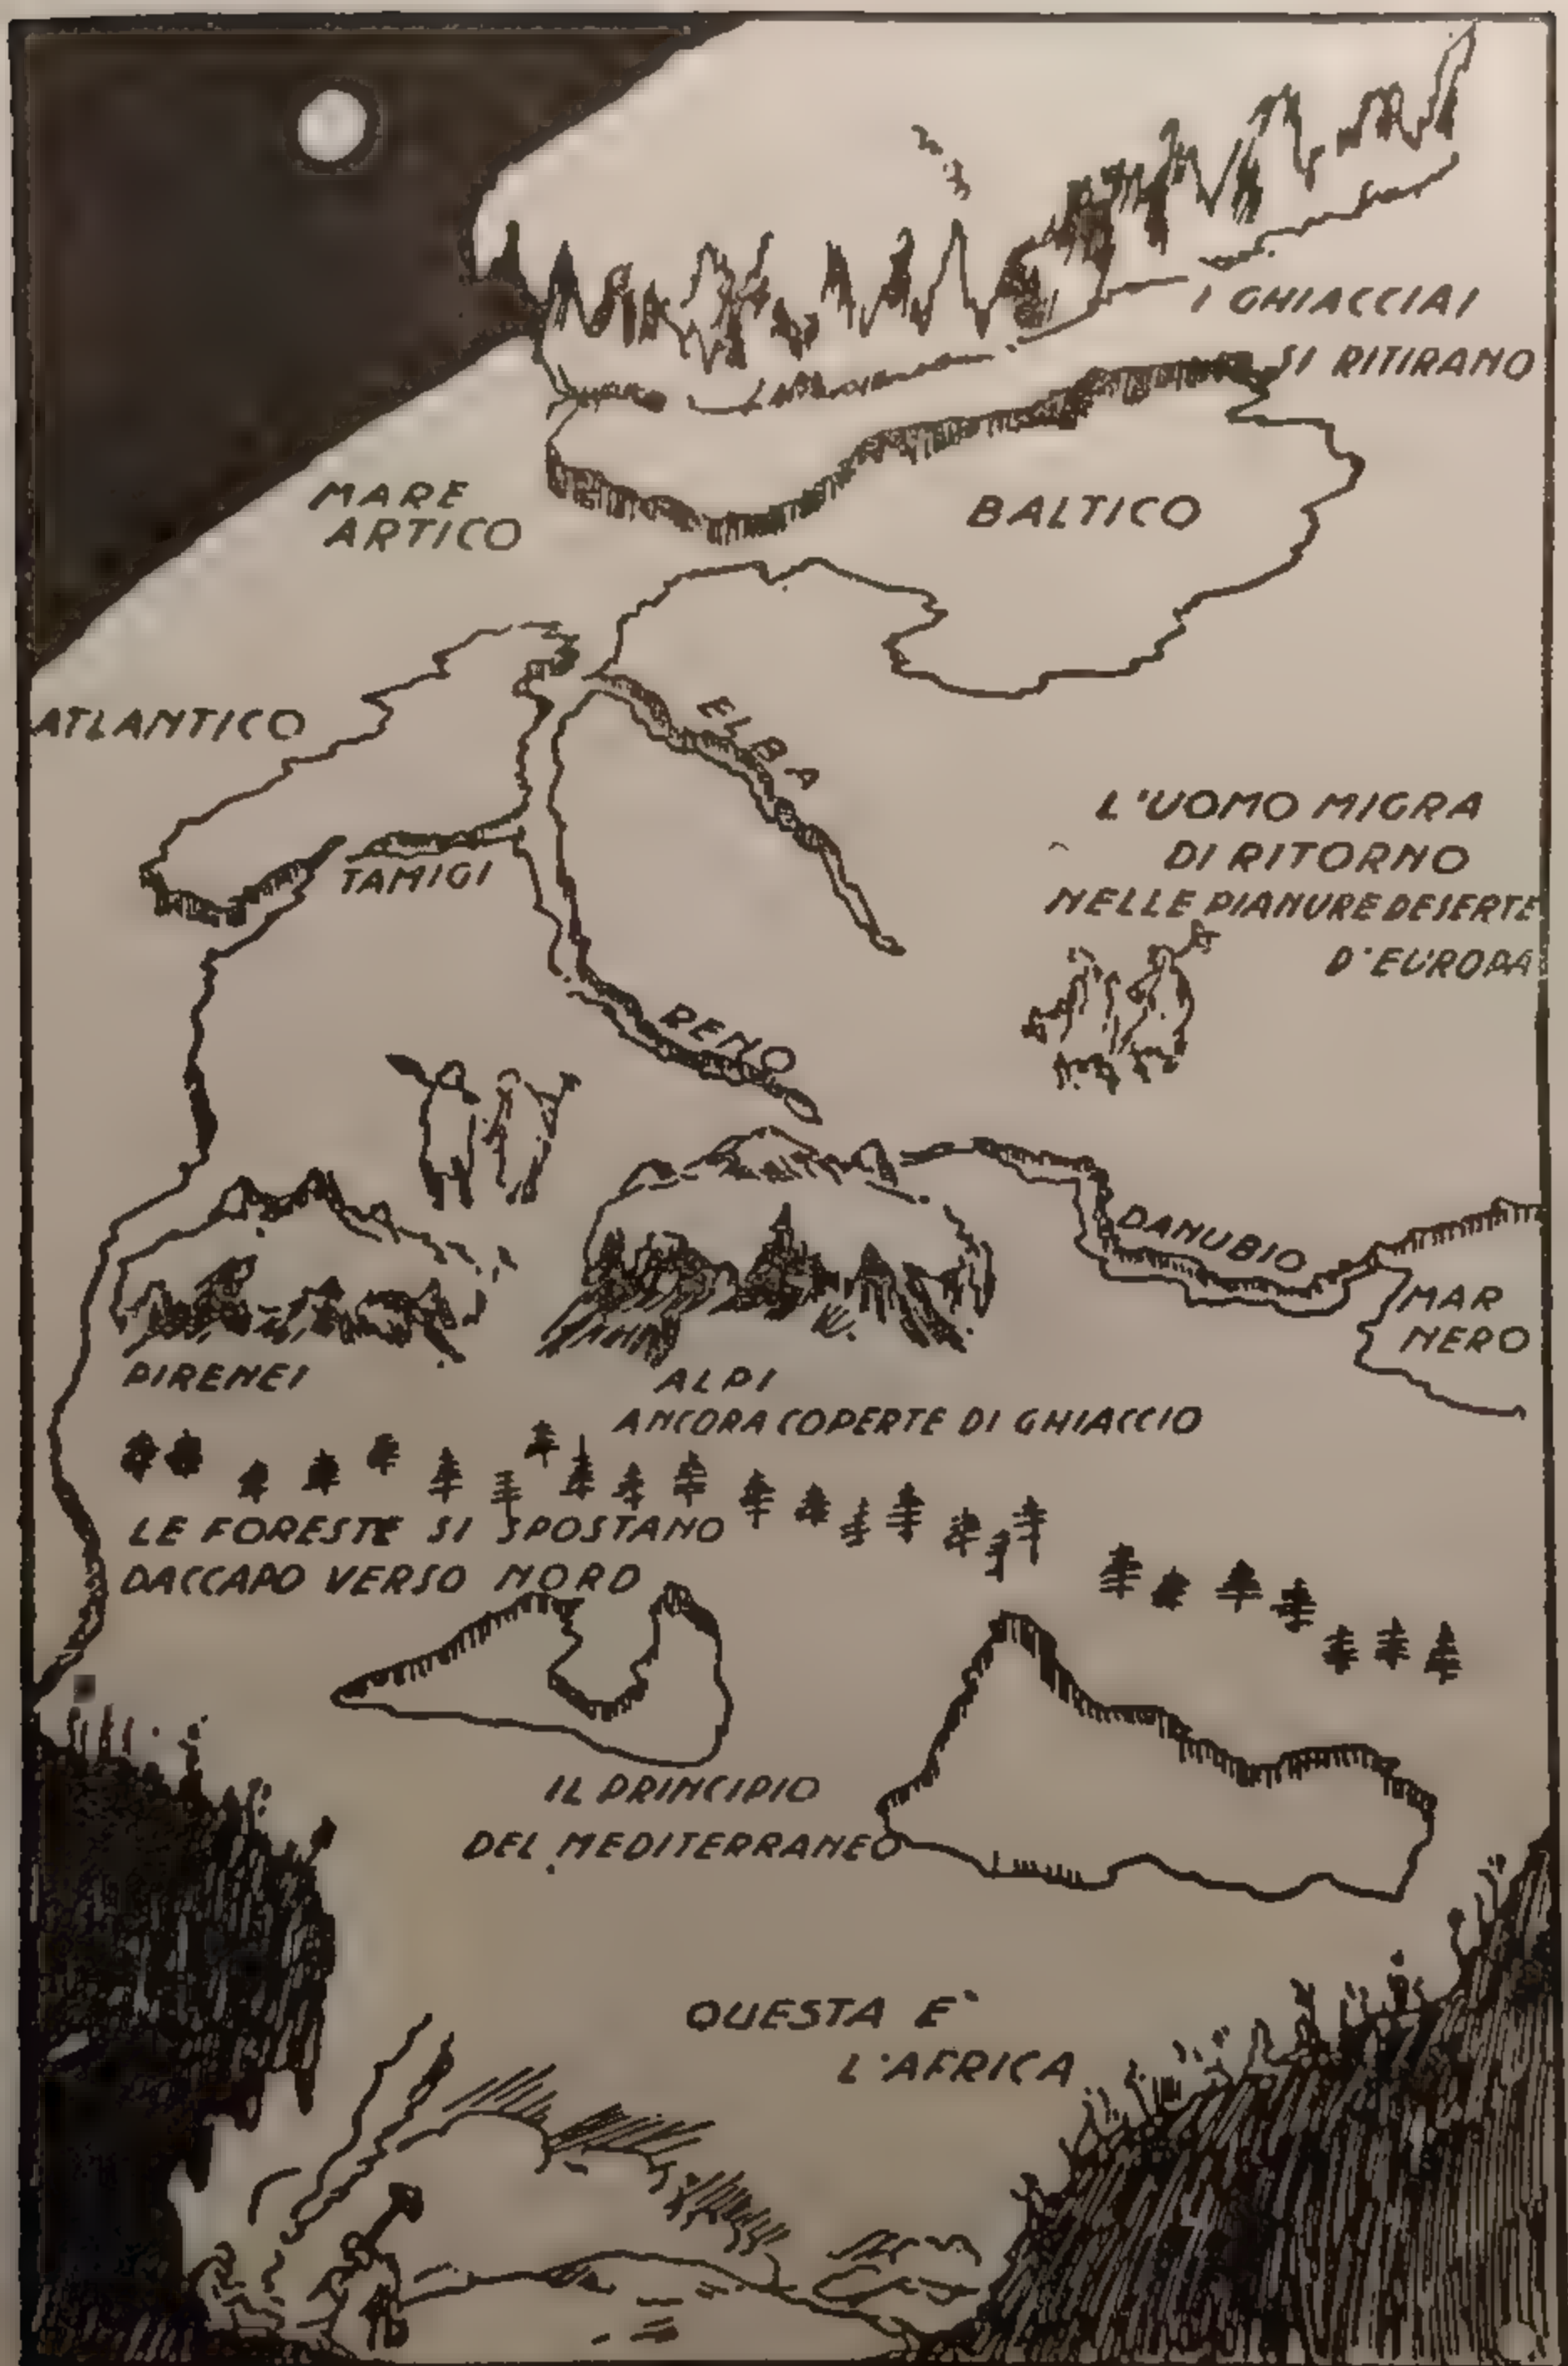 I GHIACCIAI
SI RITIRANO
MARE
ARTICO
BALTICO
ATLANTICO
ELBA
L'UOMO MIGRA
DI RITORNO
NELLE PIANURE DESERTE
D'EUROPA
TAMIGI
RENO
DANUBIO
MAR
NERO
PIRENEI
ALPI
ANCORA COPERTE DI GHIACCIO
LE FORESTE SI SPOSTANO
DACCAPO VERSO NORD
IL PRINCIPIO
DEL MEDITERRANEO
QUESTA E'
L'AFRICA